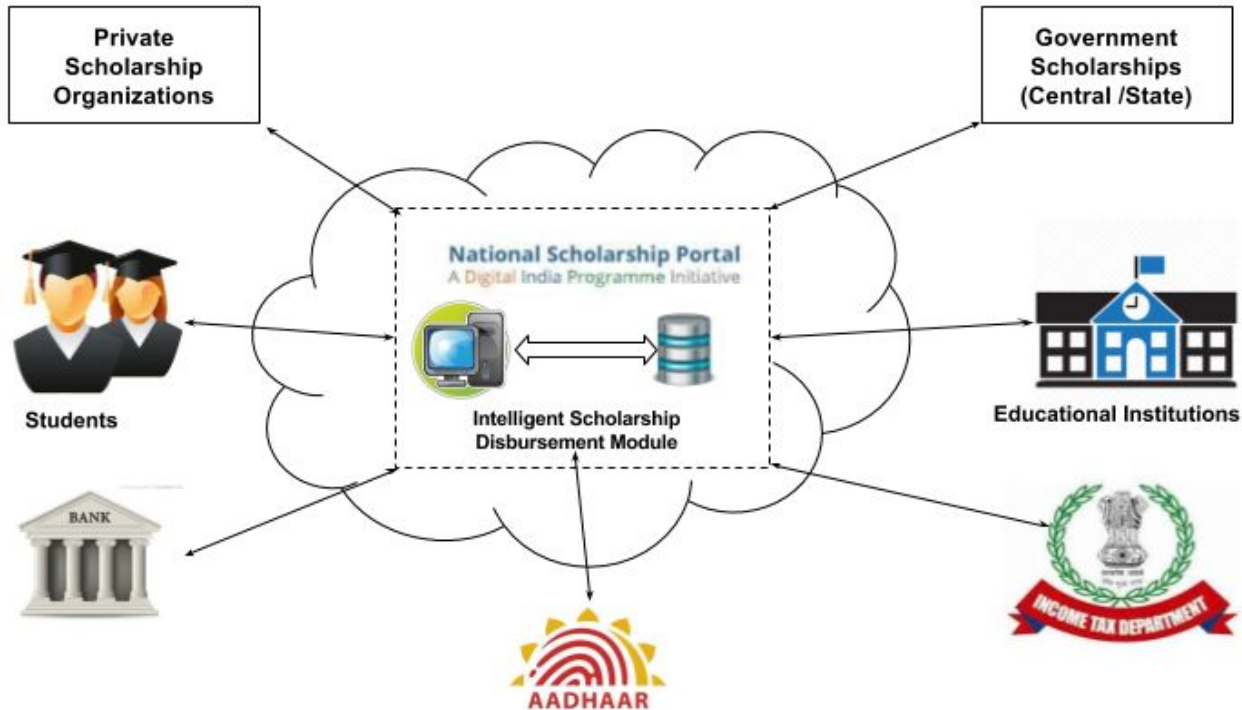 Private
Scholarship
Organizations
Government
Scholarships
(Central /State)
National Scholarship Portal
A Digital India Programme Initiative
Intelligent Scholarship
Disbursement Module
Students
Educational Institutions
BANK
INCOME TAX DEPARTMENT
AADHAAR